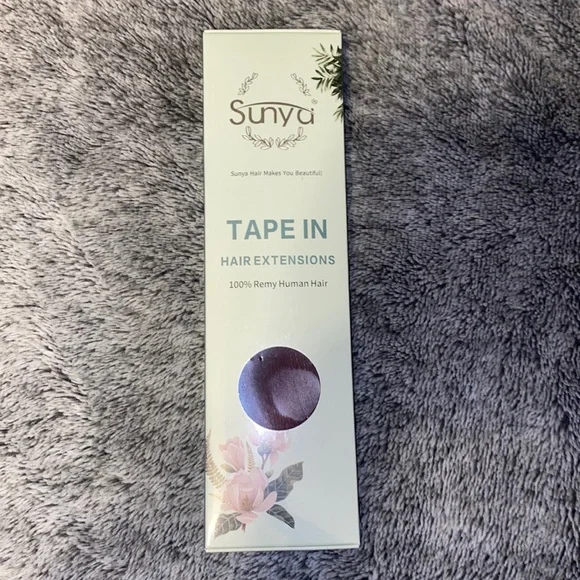 Sunya®
Sunya Hair Makes You Beautiful!
TAPE IN
HAIR EXTENSIONS
100% Remy Human Hair